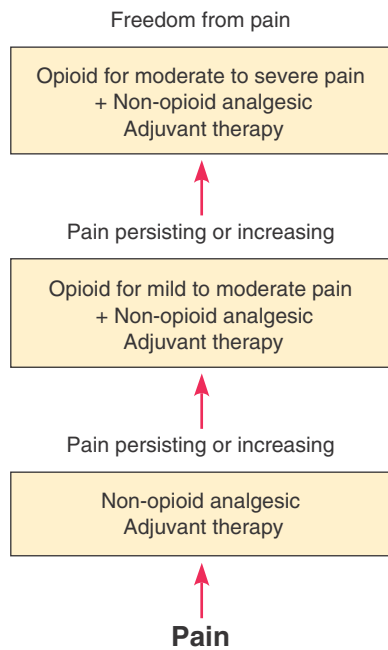 Freedom from pain
Opioid for moderate to severe pain
+ Non-opioid analgesic
Adjuvant therapy
Pain persisting or increasing
Opioid for mild to moderate pain
+ Non-opioid analgesic
Adjuvant therapy
Pain persisting or increasing
Non-opioid analgesic
Adjuvant therapy
Pain